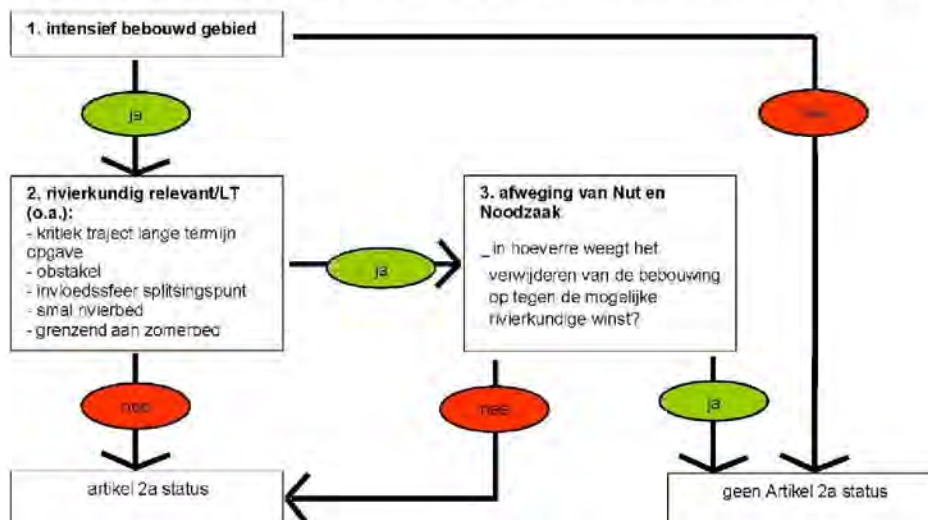 1. intensief bebouwd gebied
ja
nee
2. rivierkundig relevant/LT
(o.a.):
- kritiek traject lange termijn
opgave
- obstakel
- invloedssfeer splitsingspunt
- smal rivierbed
- grenzend aan zomerbed
ja
3. afweging van Nut en
Noodzaak
_ in hoeverre weegt het
verwijderen van de bebouwing
op tegen de mogelijke
rivierkundige winst?
nee
nee
ja
artikel 2a status
geen Artikel 2a status